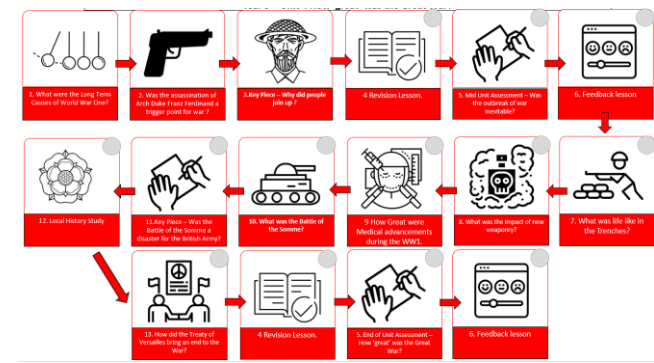 1. What were the Long Term
Causes of World War One?
2. Was the assassination of
Arch Duke Franz Ferdinand a
trigger point for war ?
3.Key Piece – Why did people
join up ?
4 Revision Lesson.
5. Mid Unit Assessment – Was
the outbreak of war
inevitable?
6. Feedback lesson
12. Local History Study
11.Key Piece – Was the
Battle of the Somme a
disaster for the British Army?
10. What was the Battle of
the Somme?
9 How Great were
Medical advancements
during the WW1.
8. What was the impact of new
weaponry?
7. What was life like in
the Trenches?
13. How did the Treaty of
Versailles bring an end to the
War?
4 Revision Lesson.
5. End of Unit Assessment –
How 'great' was the Great
War?
6. Feedback lesson